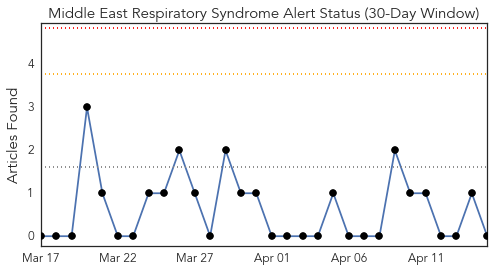 Middle East Respiratory Syndrome Alert Status (30-Day Window)
Articles Found
4
3
2
1
0
Mar 17 Mar 22 Mar 27 Apr 01 Apr 06 Apr 11